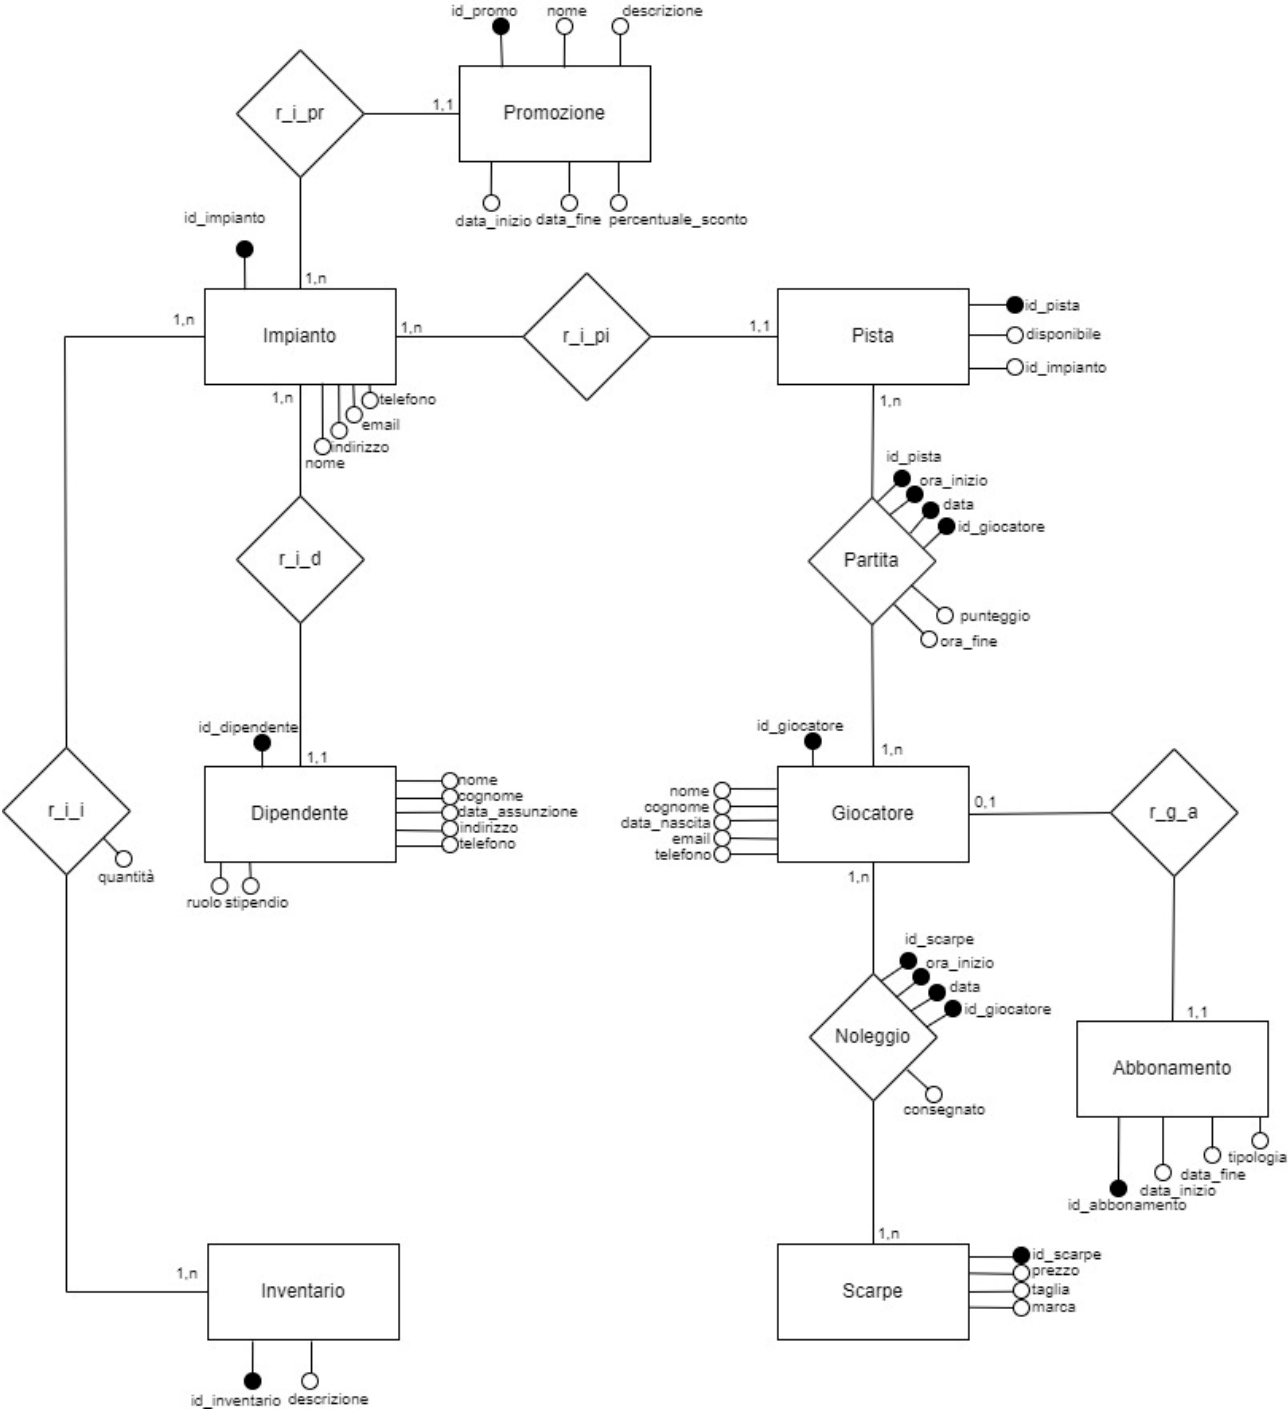 id_promo
nome
descrizione
r_i_pr
1,1
Promozione
data_inizio
data_fine
percentuale_sconto
id_impianto
1,n
1,n
Impianto
1,n
r_i_pi
1,1
Pista
id_pista
disponibile
id_impianto
1,n
telefono
email
indirizzo
nome
1,n
id_pista
ora_inizio
data
id_giocatore
r_i_d
Partita
punteggio
ora_fine
id_dipendente
1,1
id_giocatore
1,n
r_i_i
quantità
Dipendente
nome
cognome
data_assunzione
indirizzo
telefono
ruolo
stipendio
nome
cognome
data_nascita
email
telefono
Giocatore
0,1
r_g_a
1,n
id_scarpe
ora_inizio
data
id_giocatore
Noleggio
consegnato
1,1
Abbonamento
tipologia
data_fine
data_inizio
id_abbonamento
1,n
1,n
Inventario
id_inventario
descrizione
Scarpe
id_scarpe
prezzo
taglia
marca